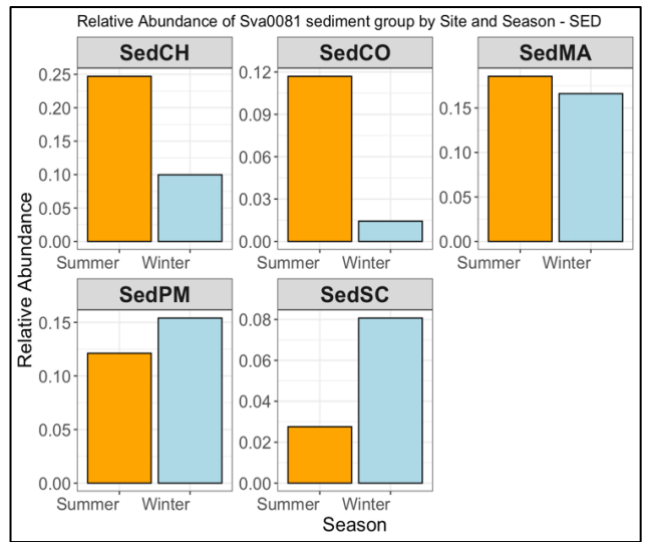 Relative Abundance of Sva0081 sediment group by Site and Season - SED
SedCH
SedCO
SedMA
0.25
0.20
0.15
0.10
0.05
0.00
0.12
0.09
0.06
0.03
0.00
0.15
0.10
0.05
0.00
Summer Winter
Summer Winter
Summer Winter
Relative Abundance
SedPM
SedSC
0.15
0.10
0.05
0.00
0.08
0.06
0.04
0.02
0.00
Summer Winter
Summer Winter
Season